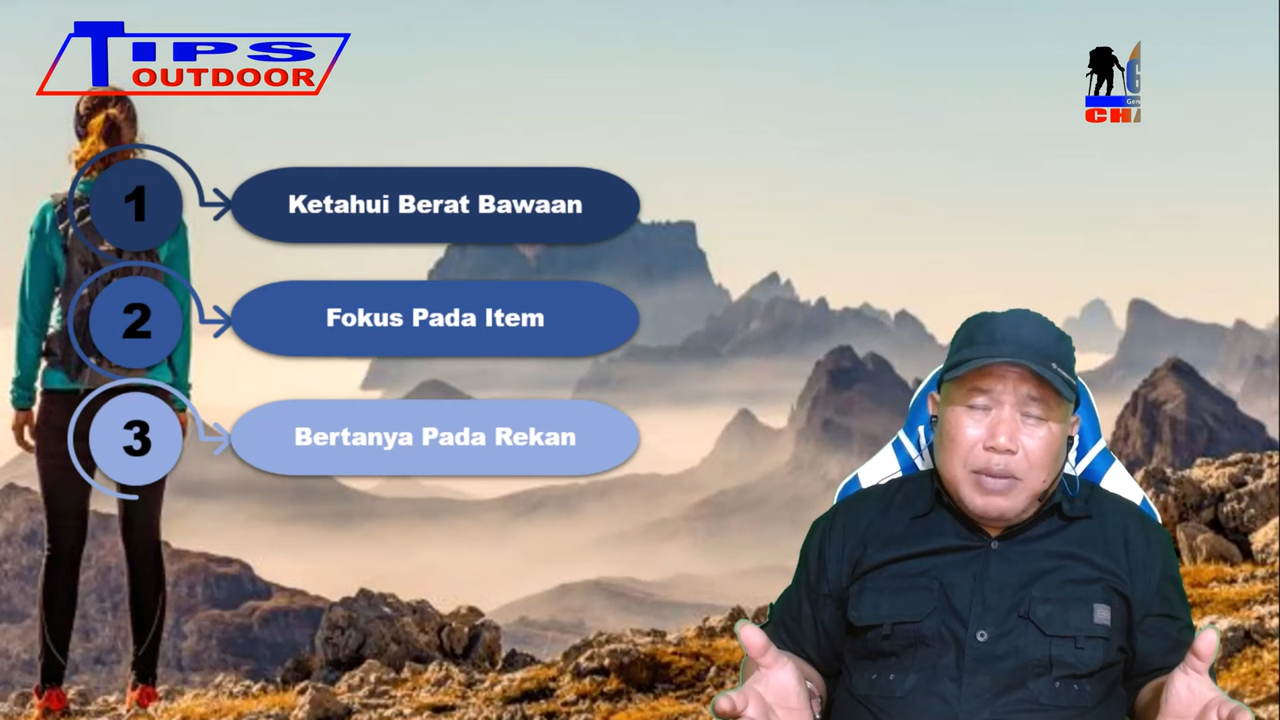 TIPS
OUTDOOR
1
Ketahui Berat Bawaan
2
Fokus Pada Item
3
Bertanya Pada Rekan